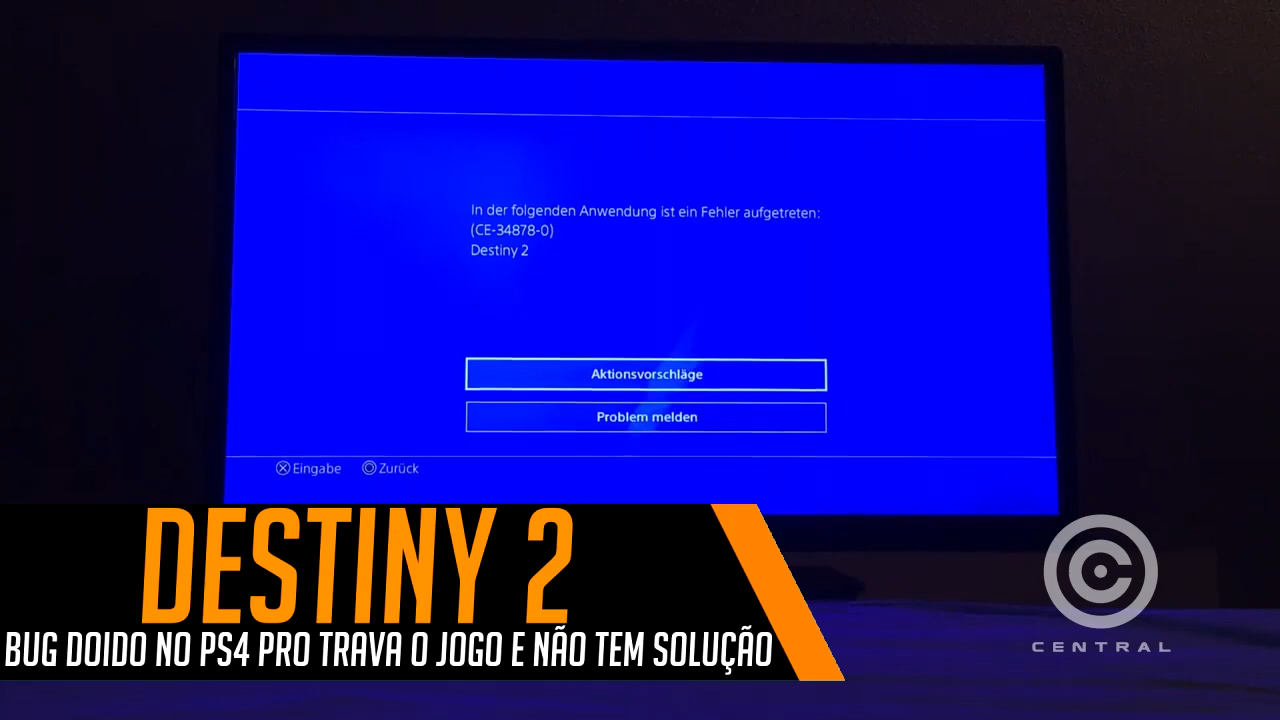 In der folgenden Anwendung ist ein Fehler aufgetreten:
(CE-34878-0)
Destiny 2
Aktionsvorschläge
Problem melden
Eingabe Zurück
DESTINY 2
BUG DOIDO NO PS4 PRO TRAVA O JOGO E NÃO TEM SOLUÇÃO
CENTRAL